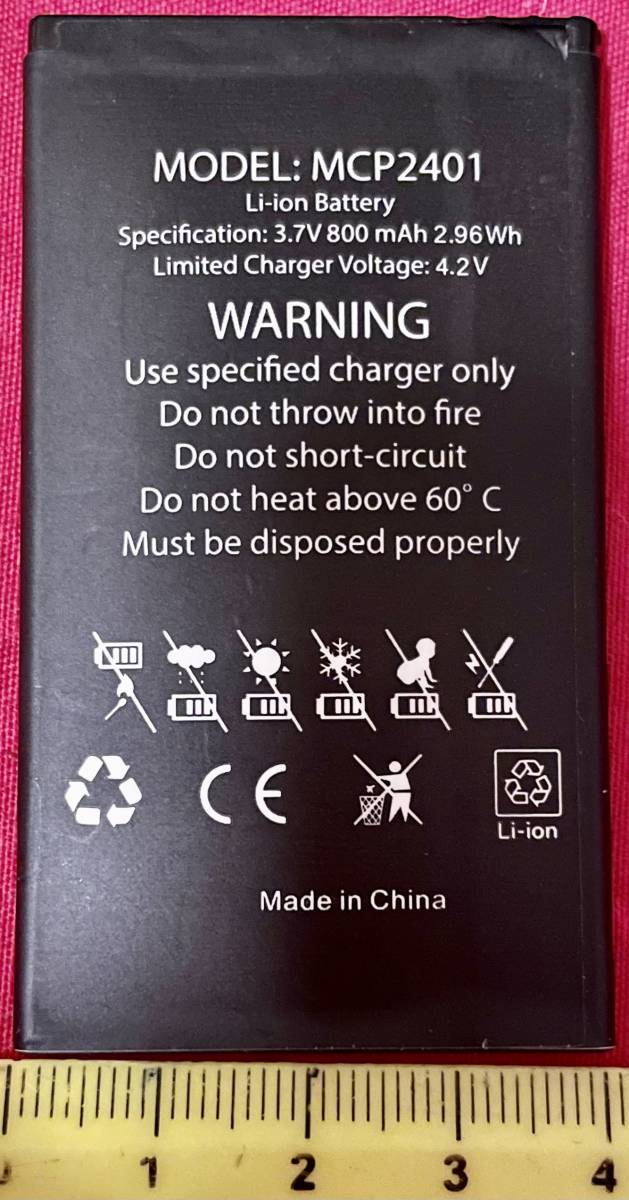 MODEL: MCP2401
Li-ion Battery
Specification: 3.7V 800 mAh 2.96Wh
Limited Charger Voltage: 4.2V
WARNING
Use specified charger only
Do not throw into fire
Do not short-circuit
Do not heat above 60° C
Must be disposed properly
CE
Li-ion
Made in China
1 2 3 4